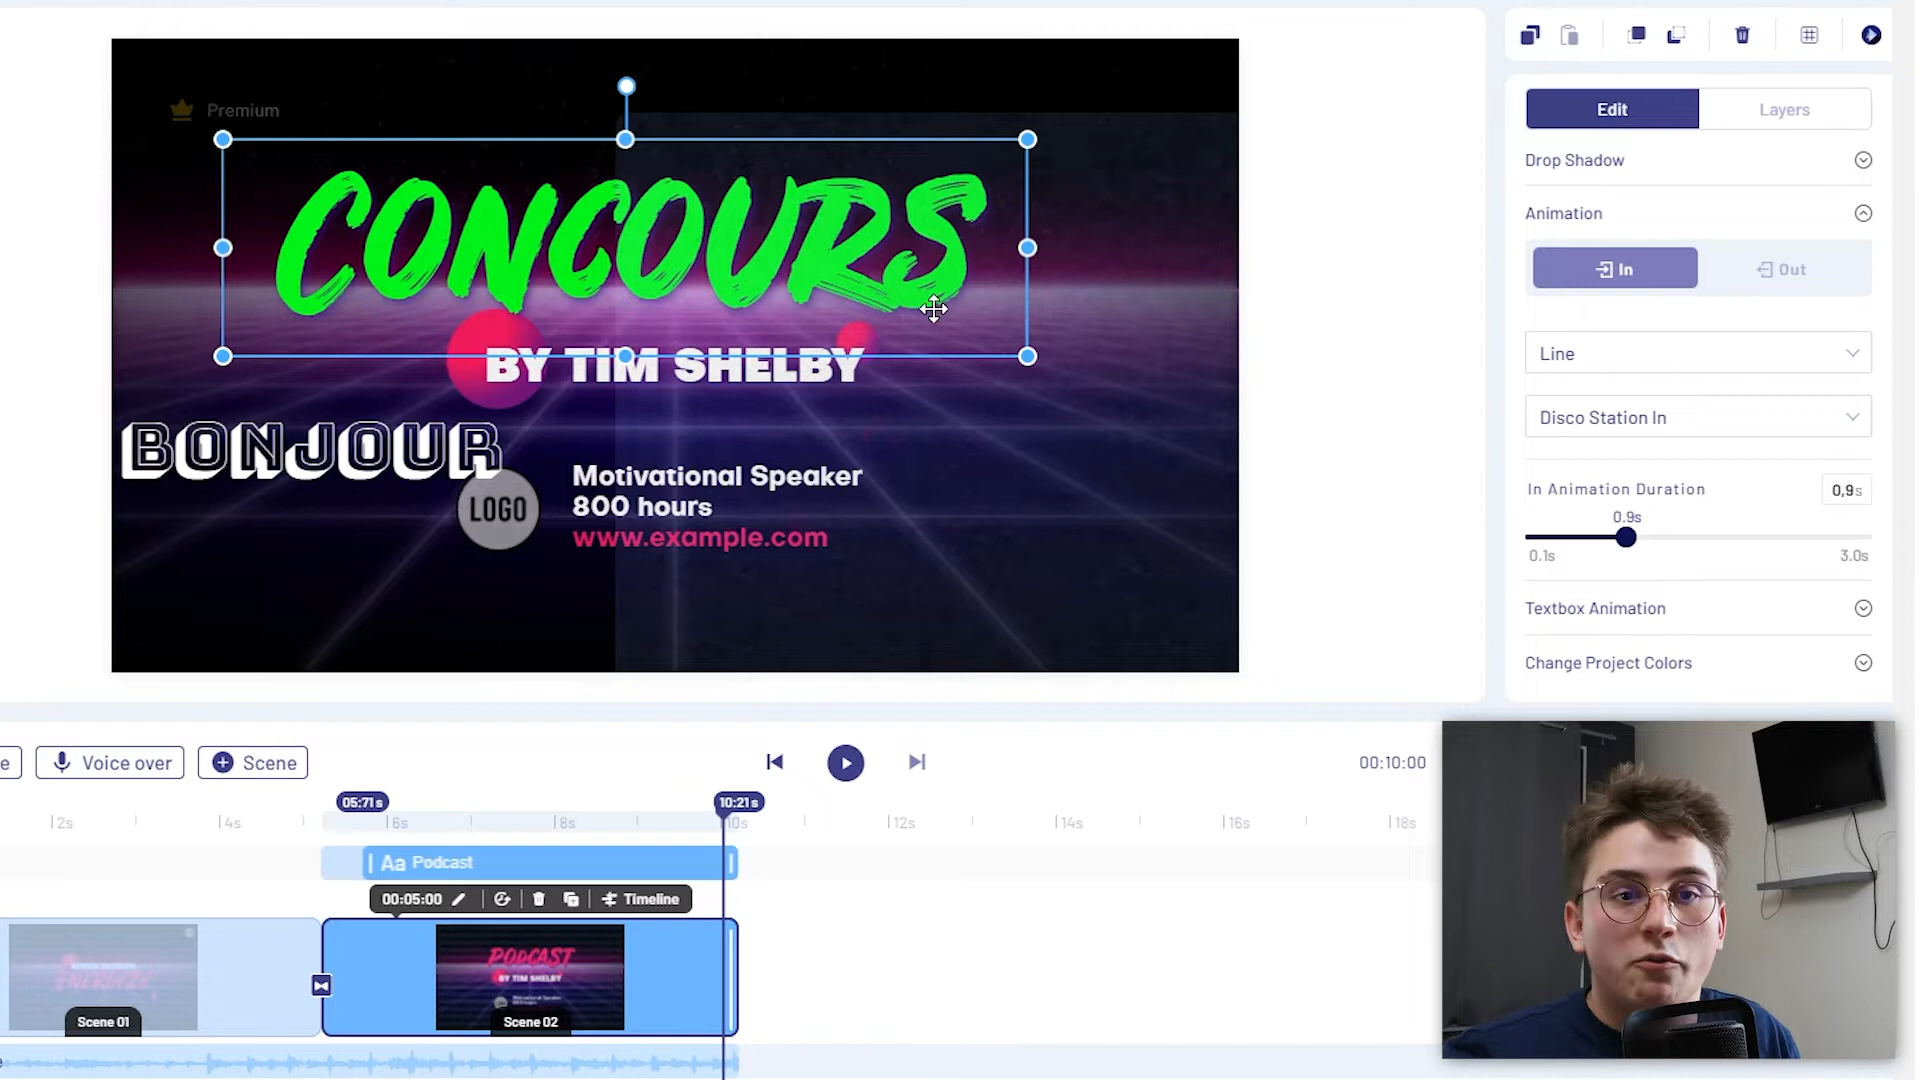 Premium
CONCOURS
BY TIM SHELBY
BONJOUR
LOGO
Motivational Speaker
800 hours
www.example.com
Edit
Layers
Drop Shadow
Animation
In
Out
Line
Disco Station In
In Animation Duration
0,9s
0.9s
0.1s
3.0s
Textbox Animation
Change Project Colors
e
Voice over
Scene
00:10:00
05:71s
10:21s
2s
4s
6s
8s
10s
12s
14s
16s
18s
Aa Podcast
00:05:00
Timeline
PODCAST
BY TIM SHELBY
Scene 01
Scene 02